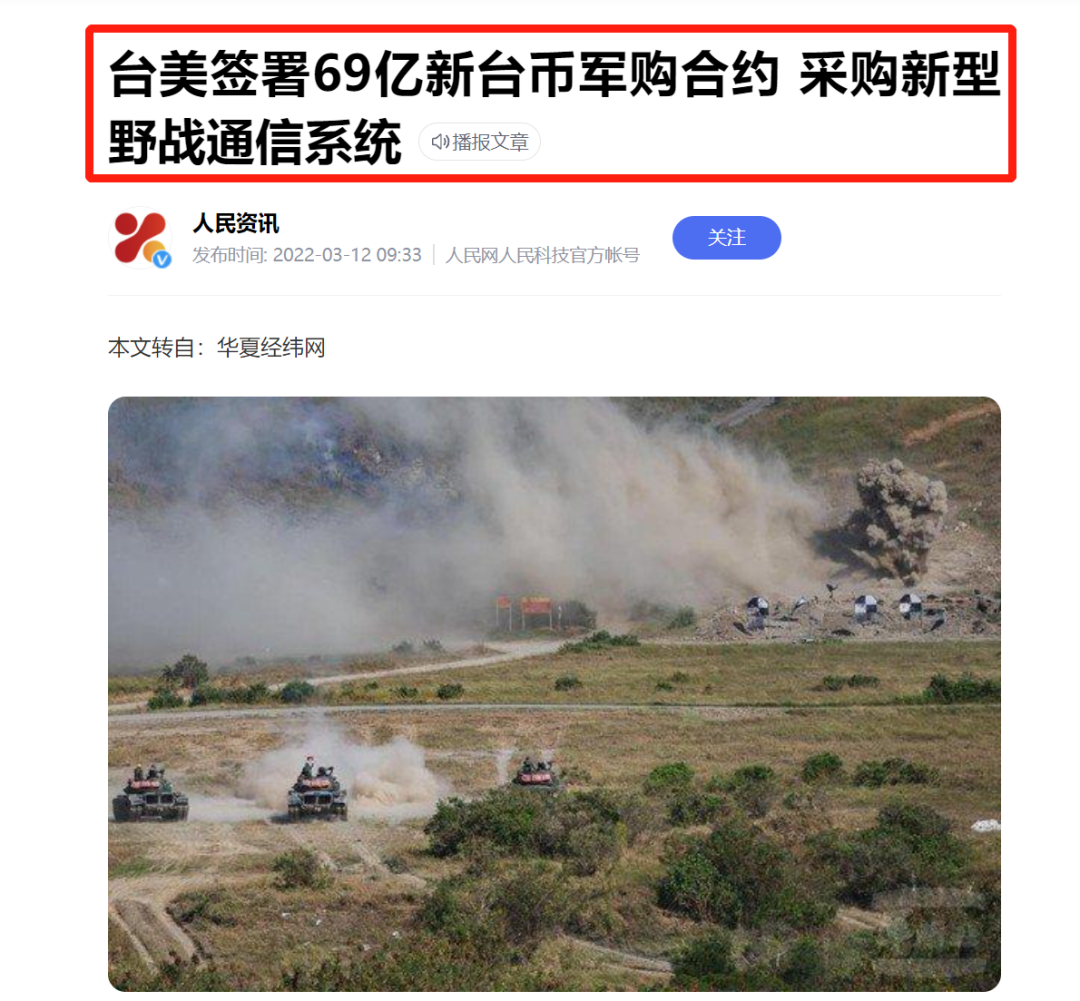 台美签署69亿新台币军购合约 采购新型
野战通信系统
播报文章
人民资讯
关注
发布时间: 2022-03-12 09:33
人民网人民科技官方帐号
本文转自：华夏经纬网